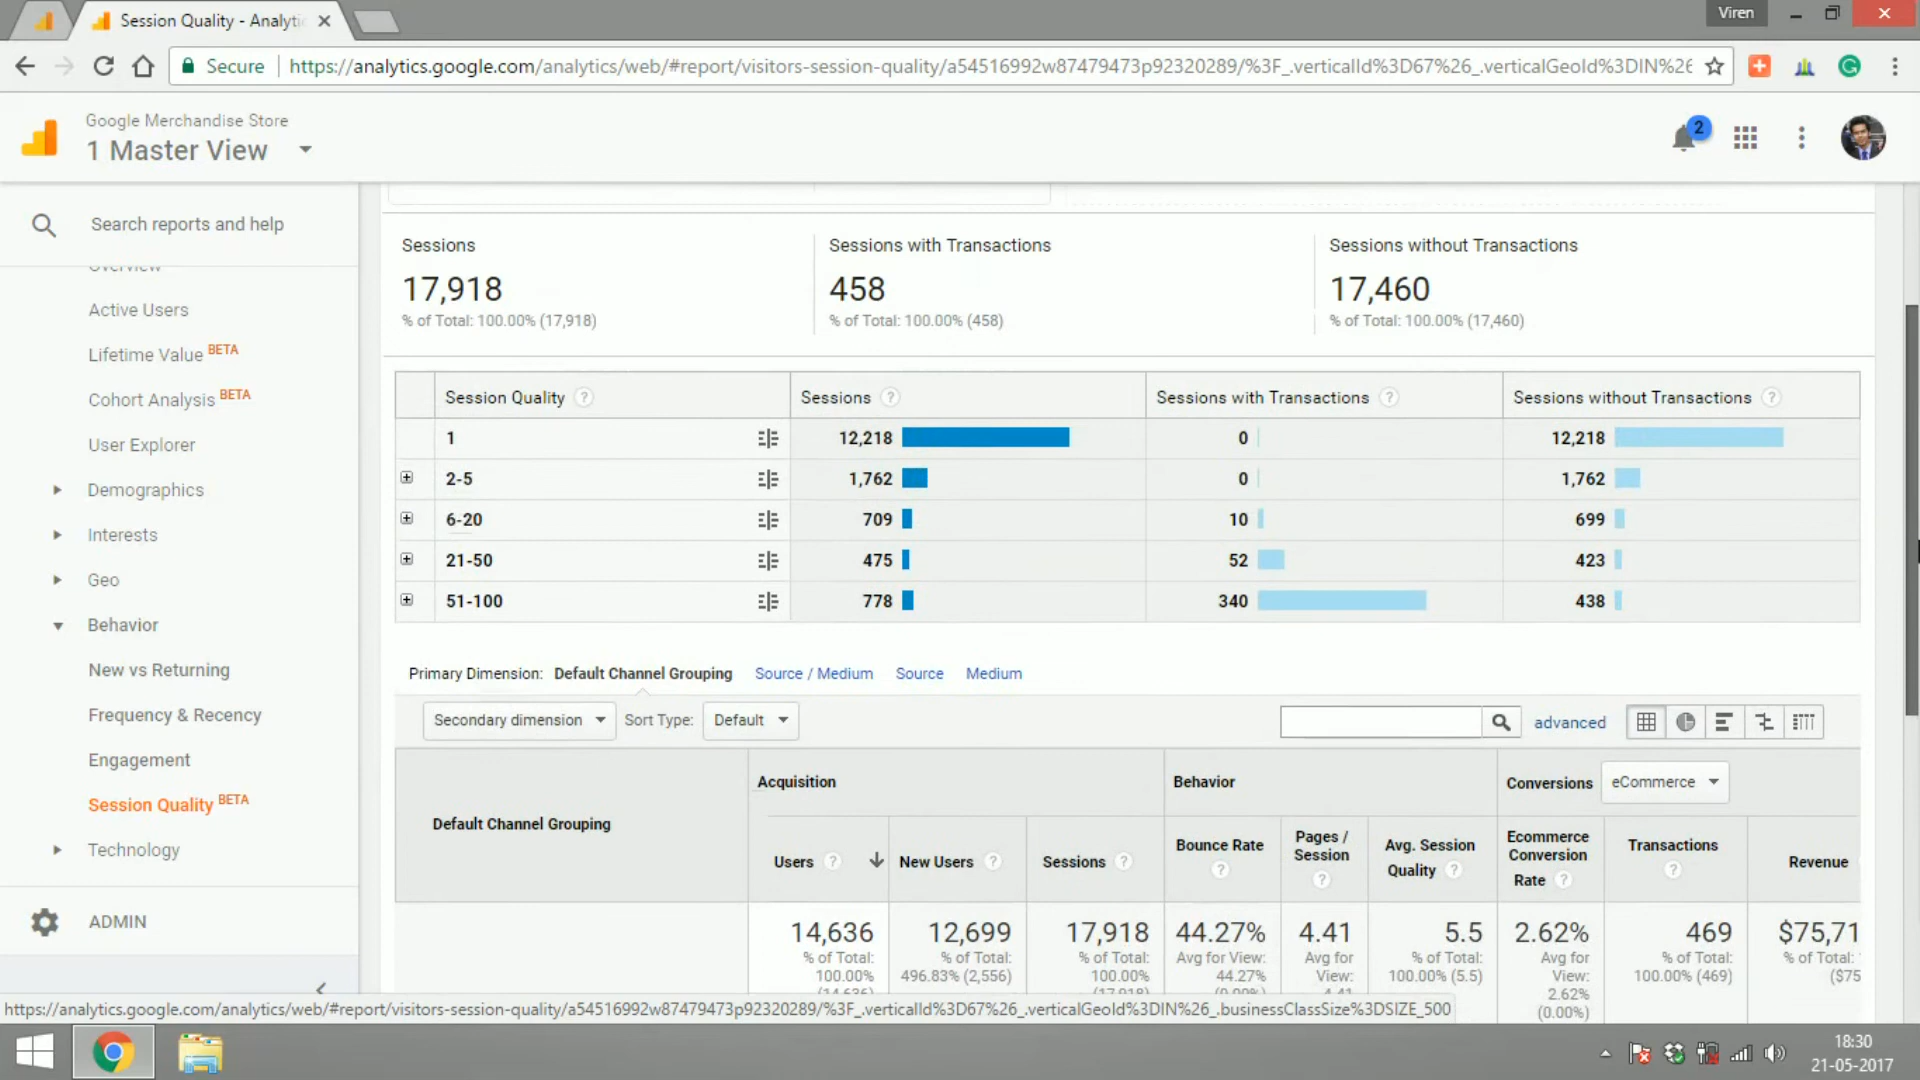 Session Quality - Analytic
Viren
Secure
https://analytics.google.com/analytics/web/#report/visitors-session-quality/a54516992w87479473p92320289/%3F_.verticalId%3D67%26_.verticalGeoId%3DIN%26
Google Merchandise Store
1 Master View
2
Search reports and help
Overview
Active Users
Lifetime Value BETA
Cohort Analysis BETA
User Explorer
Demographics
Interests
Geo
Behavior
New vs Returning
Frequency & Recency
Engagement
Session Quality BETA
Technology
ADMIN
Sessions
17,918
% of Total: 100.00% (17,918)
Sessions with Transactions
458
% of Total: 100.00% (458)
Sessions without Transactions
17,460
% of Total: 100.00% (17,460)
Session Quality ? Sessions ? Sessions with Transactions ? Sessions without Transactions ?
1 12,218 0 12,218
2-5 1,762 0 1,762
6-20 709 10 699
21-50 475 52 423
51-100 778 340 438
Primary Dimension: Default Channel Grouping Source / Medium Source Medium
Secondary dimension Sort Type: Default advanced
Default Channel Grouping
Acquisition
Behavior
Conversions eCommerce
Users ?
New Users ?
Sessions ?
Bounce Rate
?
Pages /
Session
?
Avg. Session
Quality ?
Ecommerce
Conversion
Rate ?
Transactions
?
Revenue
14,636
% of Total:
100.00%
(14,636)
12,699
% of Total:
496.83% (2,556)
17,918
% of Total:
100.00%
(17,918)
44.27%
Avg for View:
44.27%
(0.00%)
4.41
Avg for
View:
4.41
5.5
% of Total:
100.00% (5.5)
2.62%
Avg for
View:
2.62%
(0.00%)
469
% of Total:
100.00% (469)
$75,71
% of Total:
($75
https://analytics.google.com/analytics/web/#report/visitors-session-quality/a54516992w87479473p92320289/%3F_.verticalId%3D67%26_.verticalGeoId%3DIN%26_.businessClassSize%3DSIZE_500
18:30
21-05-2017